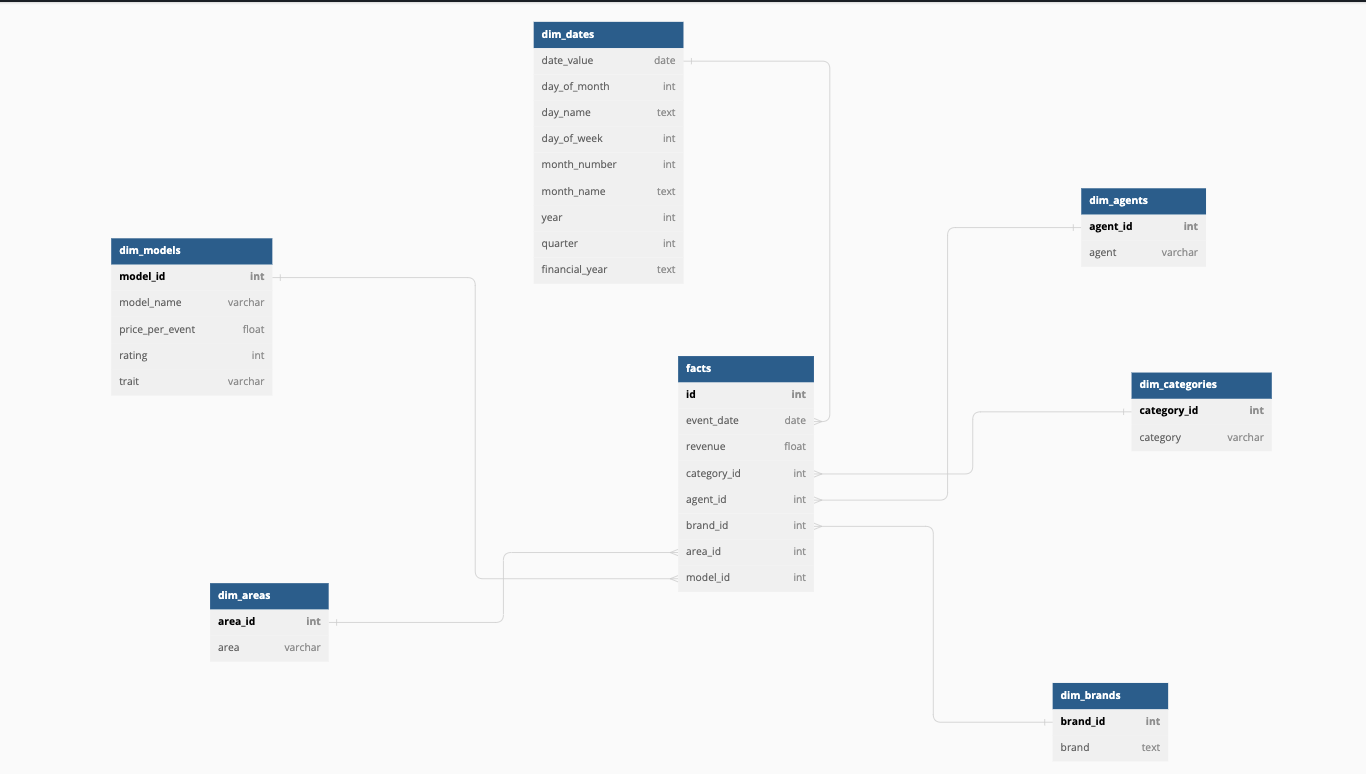 dim_dates
date_value date
day_of_month int
day_name text
day_of_week int
month_number int
month_name text
year int
quarter int
financial_year text
dim_agents
agent_id int
agent varchar
dim_models
model_id int
model_name varchar
price_per_event float
rating int
trait varchar
facts
id int
event_date date
revenue float
category_id int
agent_id int
brand_id int
area_id int
model_id int
dim_categories
category_id int
category varchar
dim_areas
area_id int
area varchar
dim_brands
brand_id int
brand text